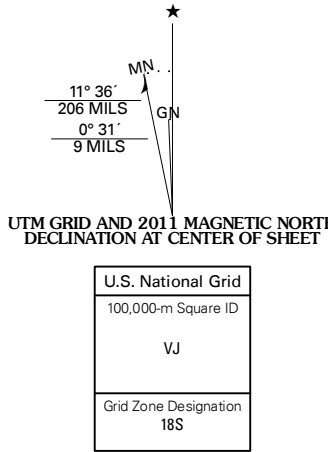 ★
MN
11° 36´
206 MILS
GN
0° 31´
9 MILS
UTM GRID AND 2011 MAGNETIC NORTH
DECLINATION AT CENTER OF SHEET
U.S. National Grid
100,000-m Square ID
VJ
Grid Zone Designation
18S